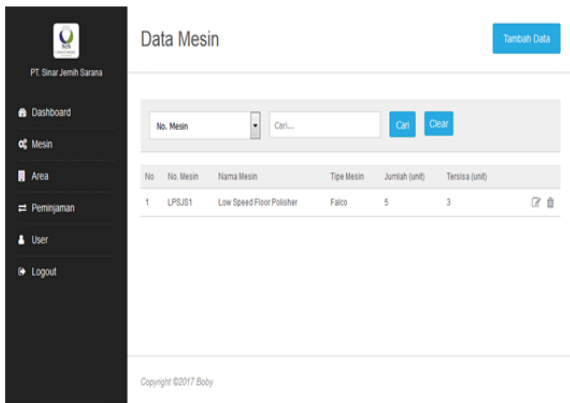 SJS
PT. Sinar Jernih Sarana
Dashboard
Mesin
Area
Peminjaman
User
Logout
Data Mesin
Tambah Data
No. Mesin Cari... Cari Clear
No No. Mesin Nama Mesin Tipe Mesin Jumlah (unit) Tersisa (unit)
1 LPSJS1 Low Speed Floor Polisher Falco 5 3
Copyright ©2017 Boby